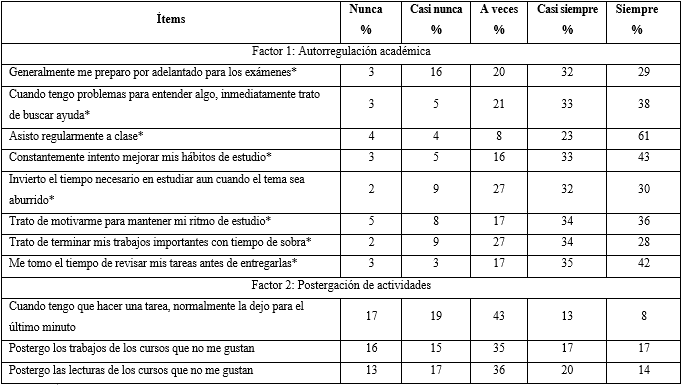 Ítems Nunca % Casi nunca % A veces % Casi siempre % Siempre %
Factor 1: Autorregulación académica
Generalmente me preparo por adelantado para los exámenes* 3 16 20 32 29
Cuando tengo problemas para entender algo, inmediatamente trato
de buscar ayuda* 3 5 21 33 38
Asisto regularmente a clase* 4 4 8 23 61
Constantemente intento mejorar mis hábitos de estudio* 3 5 16 33 43
Invierto el tiempo necesario en estudiar aun cuando el tema sea
aburrido* 2 9 27 32 30
Trato de motivarme para mantener mi ritmo de estudio* 5 8 17 34 36
Trato de terminar mis trabajos importantes con tiempo de sobra* 2 9 27 34 28
Me tomo el tiempo de revisar mis tareas antes de entregarlas* 3 3 17 35 42
Factor 2: Postergación de actividades
Cuando tengo que hacer una tarea, normalmente la dejo para el
último minuto 17 19 43 13 8
Postergo los trabajos de los cursos que no me gustan 16 15 35 17 17
Postergo las lecturas de los cursos que no me gustan 13 17 36 20 14